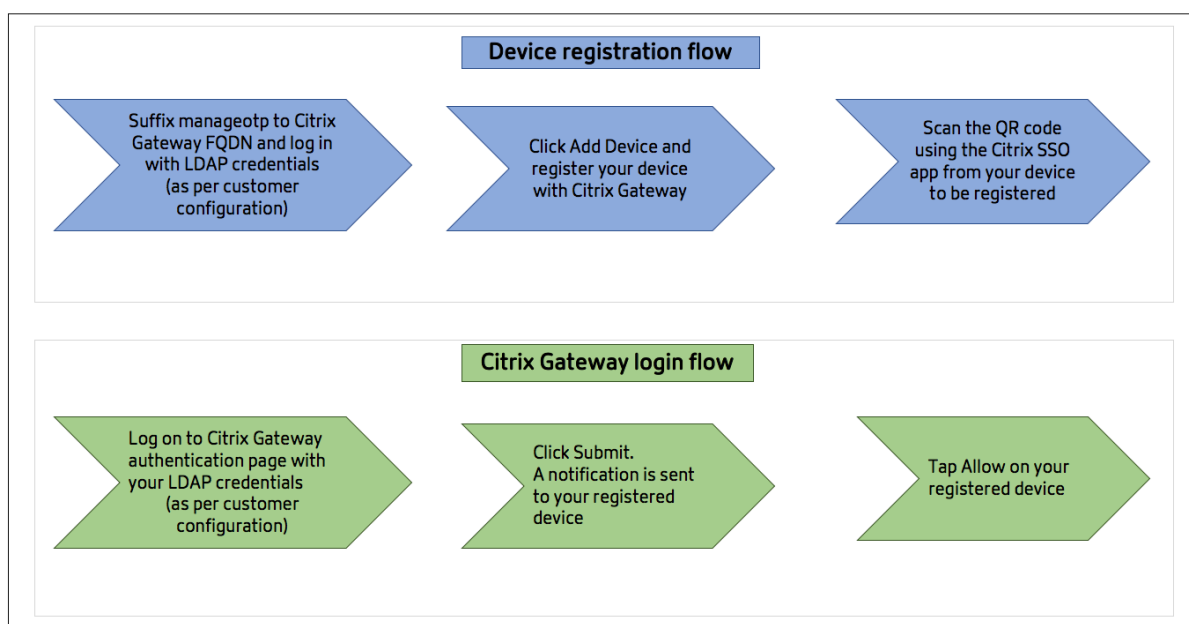 Device registration flow
Suffix manageotp to Citrix
Gateway FQDN and log in
with LDAP credentials
(as per customer
configuration)
Click Add Device and
register your device
with Citrix Gateway
Scan the QR code
using the Citrix SSO
app from your device
to be registered
Citrix Gateway login flow
Log on to Citrix Gateway
authentication page with
your LDAP credentials
(as per customer
configuration)
Click Submit.
A notification is sent
to your registered
device
Tap Allow on your
registered device